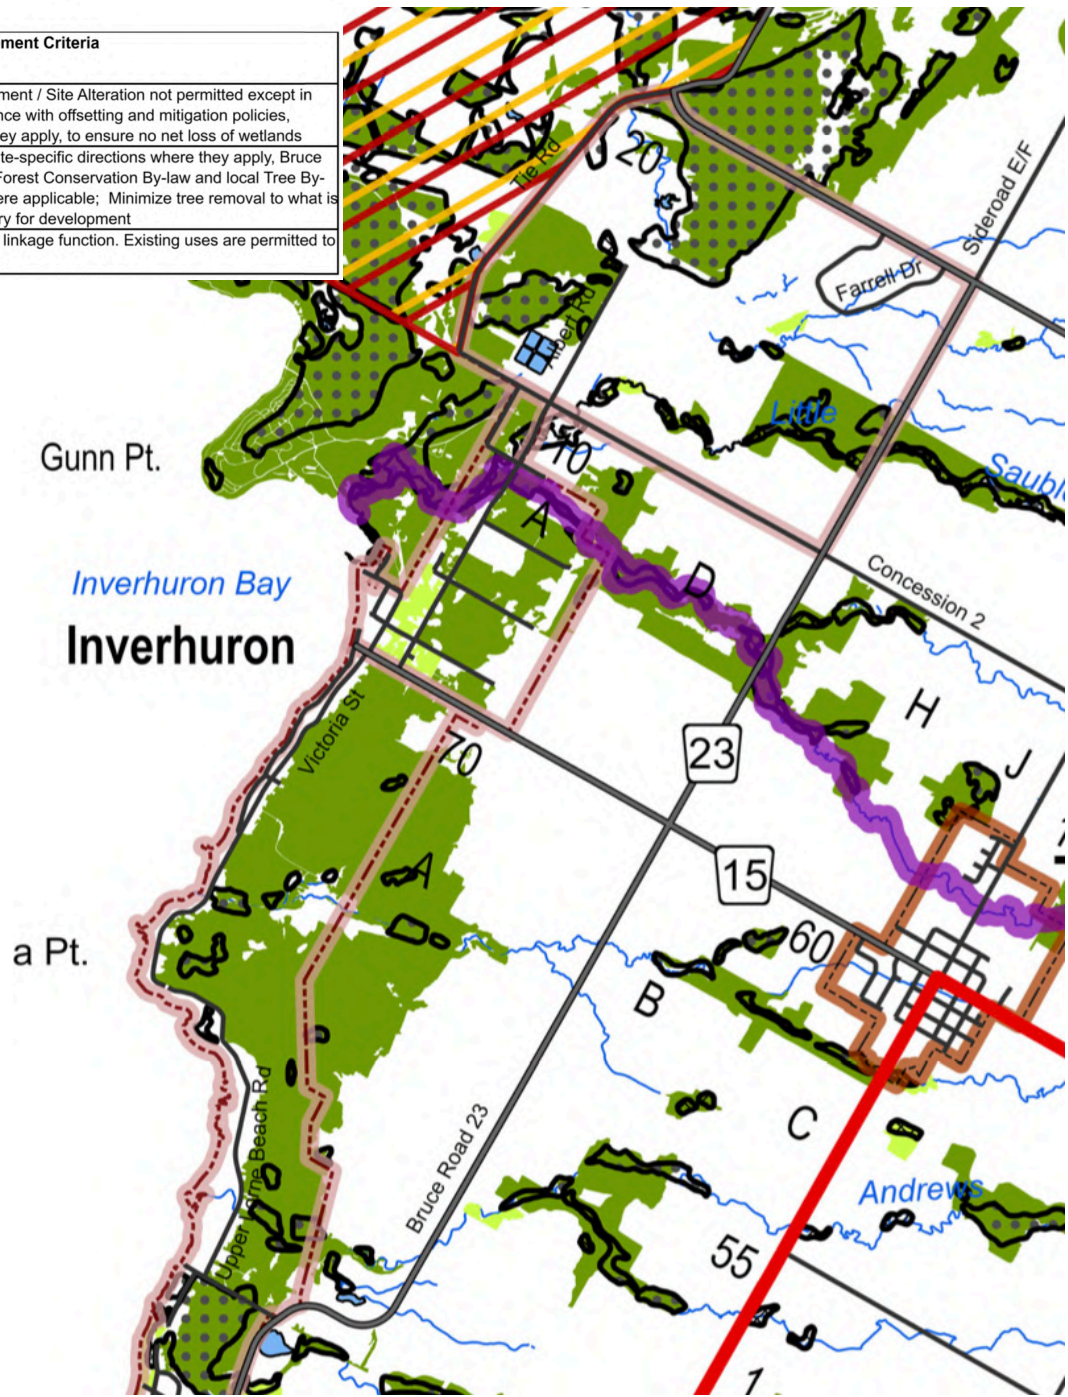 ment Criteria
ment / Site Alteration not permitted except in
nce with offsetting and mitigation policies,
ey apply, to ensure no net loss of wetlands
te-specific directions where they apply, Bruce
Forest Conservation By-law and local Tree By-
ere applicable; Minimize tree removal to what is
ry for development
linkage function. Existing uses are permitted to
Tie Rd
20
Sideroad E/F
Farrell Dr
Albert Rd
Little
Gunn Pt.
10
Sauble
A
D
Concession 2
Inverhuron Bay
Inverhuron
H
Victoria St
70
23
J
15
A
60
a Pt.
B
C
Upper Lorne Beach Rd
Bruce Road 23
Andrews
55
1